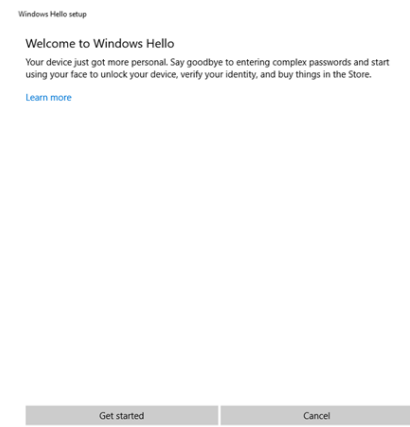 Windows Hello setup
Welcome to Windows Hello
Your device just got more personal. Say goodbye to entering complex passwords and start
using your face to unlock your device, verify your identity, and buy things in the Store.
Learn more
Get started
Cancel